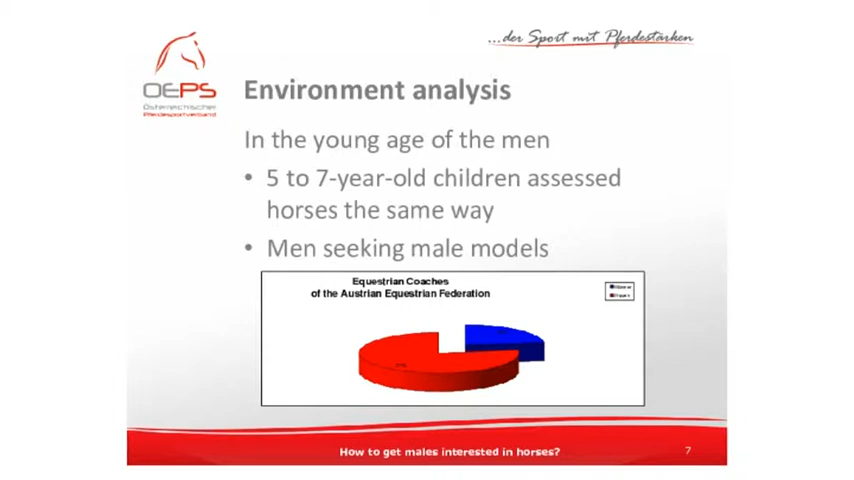 ...der Sport mit Pferdestärken
OEPS
Österreichischer
Pferdesportverband
Environment analysis
In the young age of the men
• 5 to 7-year-old children assessed
horses the same way
• Men seeking male models
Equestrian Coaches
of the Austrian Equestrian Federation
How to get males interested in horses?
7